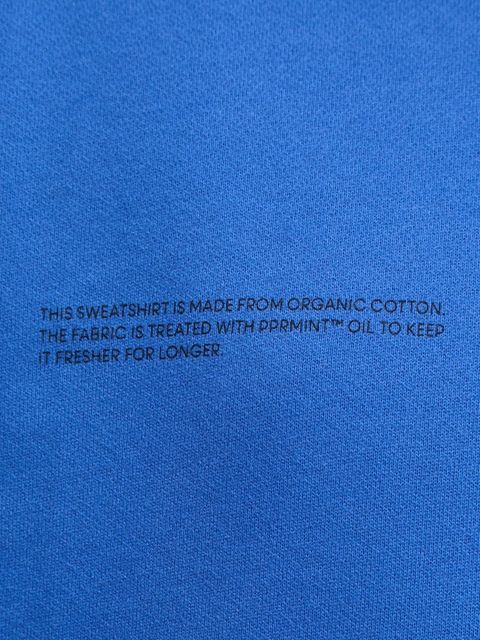 THIS SWEATSHIRT IS MADE FROM ORGANIC COTTON.
THE FABRIC IS TREATED WITH PPRMINT™ OIL TO KEEP
IT FRESHER FOR LONGER.